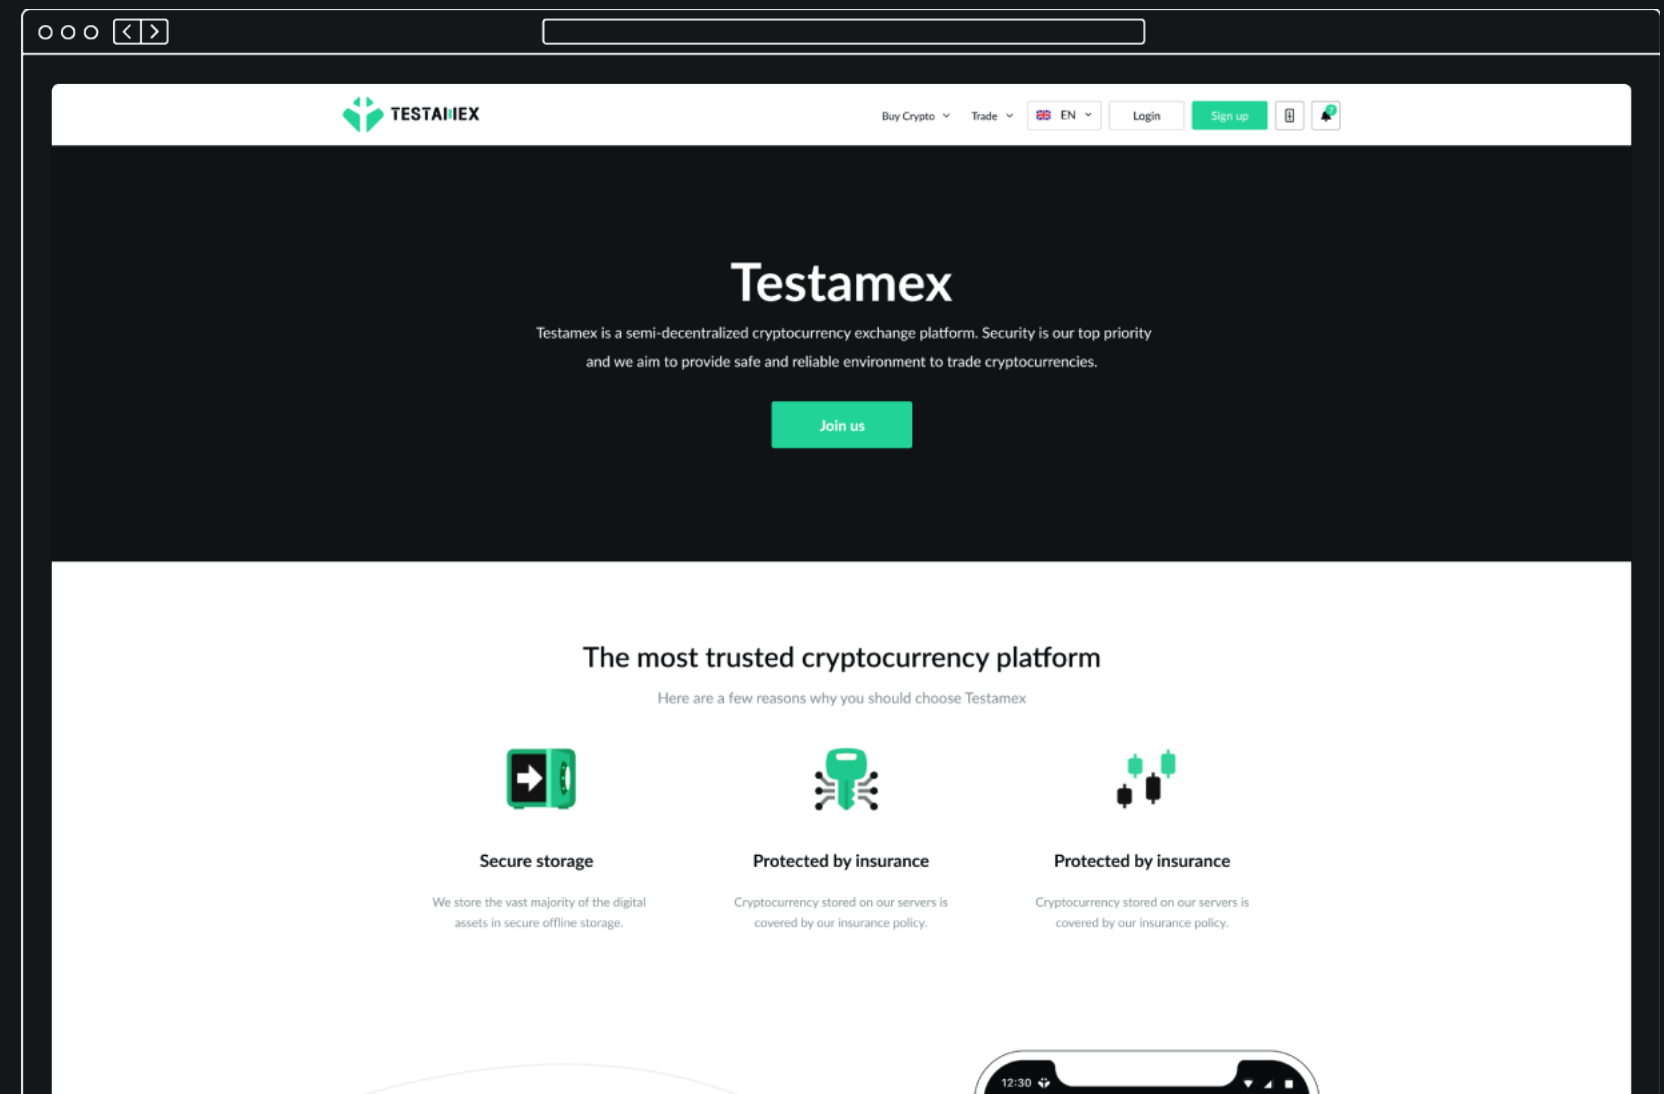 TESTAMEX
Buy Crypto
Trade
EN
Login
Sign up
7
Testamex
Testamex is a semi-decentralized cryptocurrency exchange platform. Security is our top priority
and we aim to provide safe and reliable environment to trade cryptocurrencies.
Join us
The most trusted cryptocurrency platform
Here are a few reasons why you should choose Testamex
Secure storage
We store the vast majority of the digital
assets in secure offline storage.
Protected by insurance
Cryptocurrency stored on our servers is
covered by our insurance policy.
Protected by insurance
Cryptocurrency stored on our servers is
covered by our insurance policy.
12:30